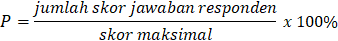 P = jumlah skor jawaban responden / skor maksimal x 100%